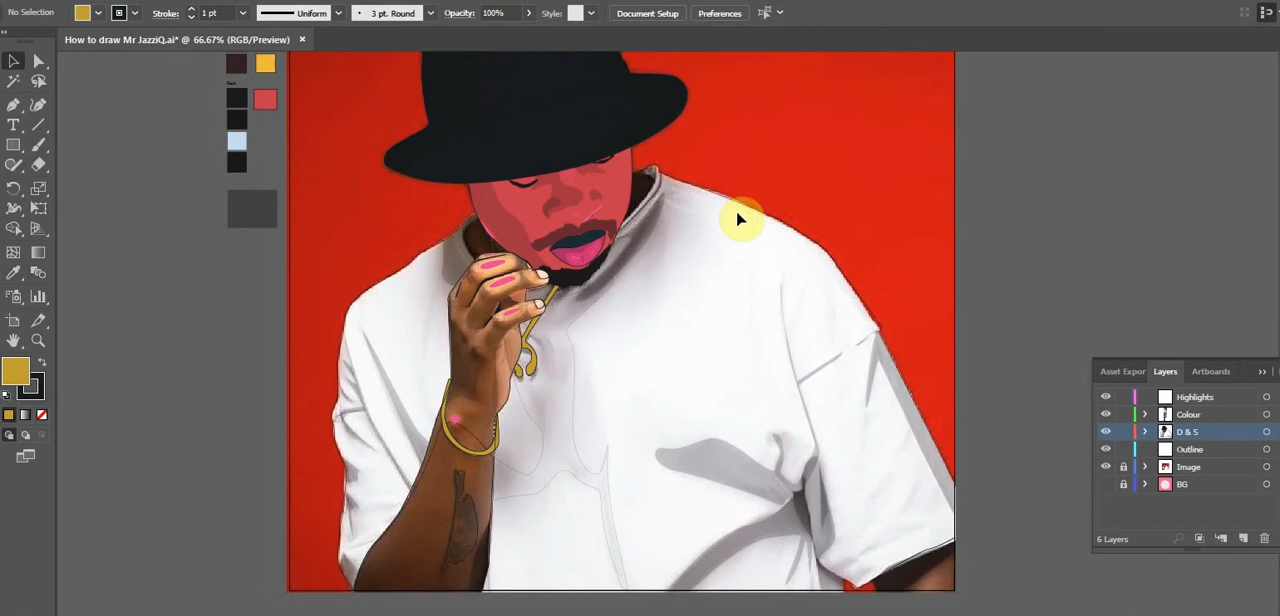 No Selection Stroke: 1 pt Uniform 3 pt. Round Opacity: 100% Style: Document Setup Preferences
How to draw Mr JazziQ.ai* @ 66.67% (RGB/Preview) ×
Asset Expor Layers Artboards
Highlights
Colour
D & S
Outline
Image
BG
6 Layers